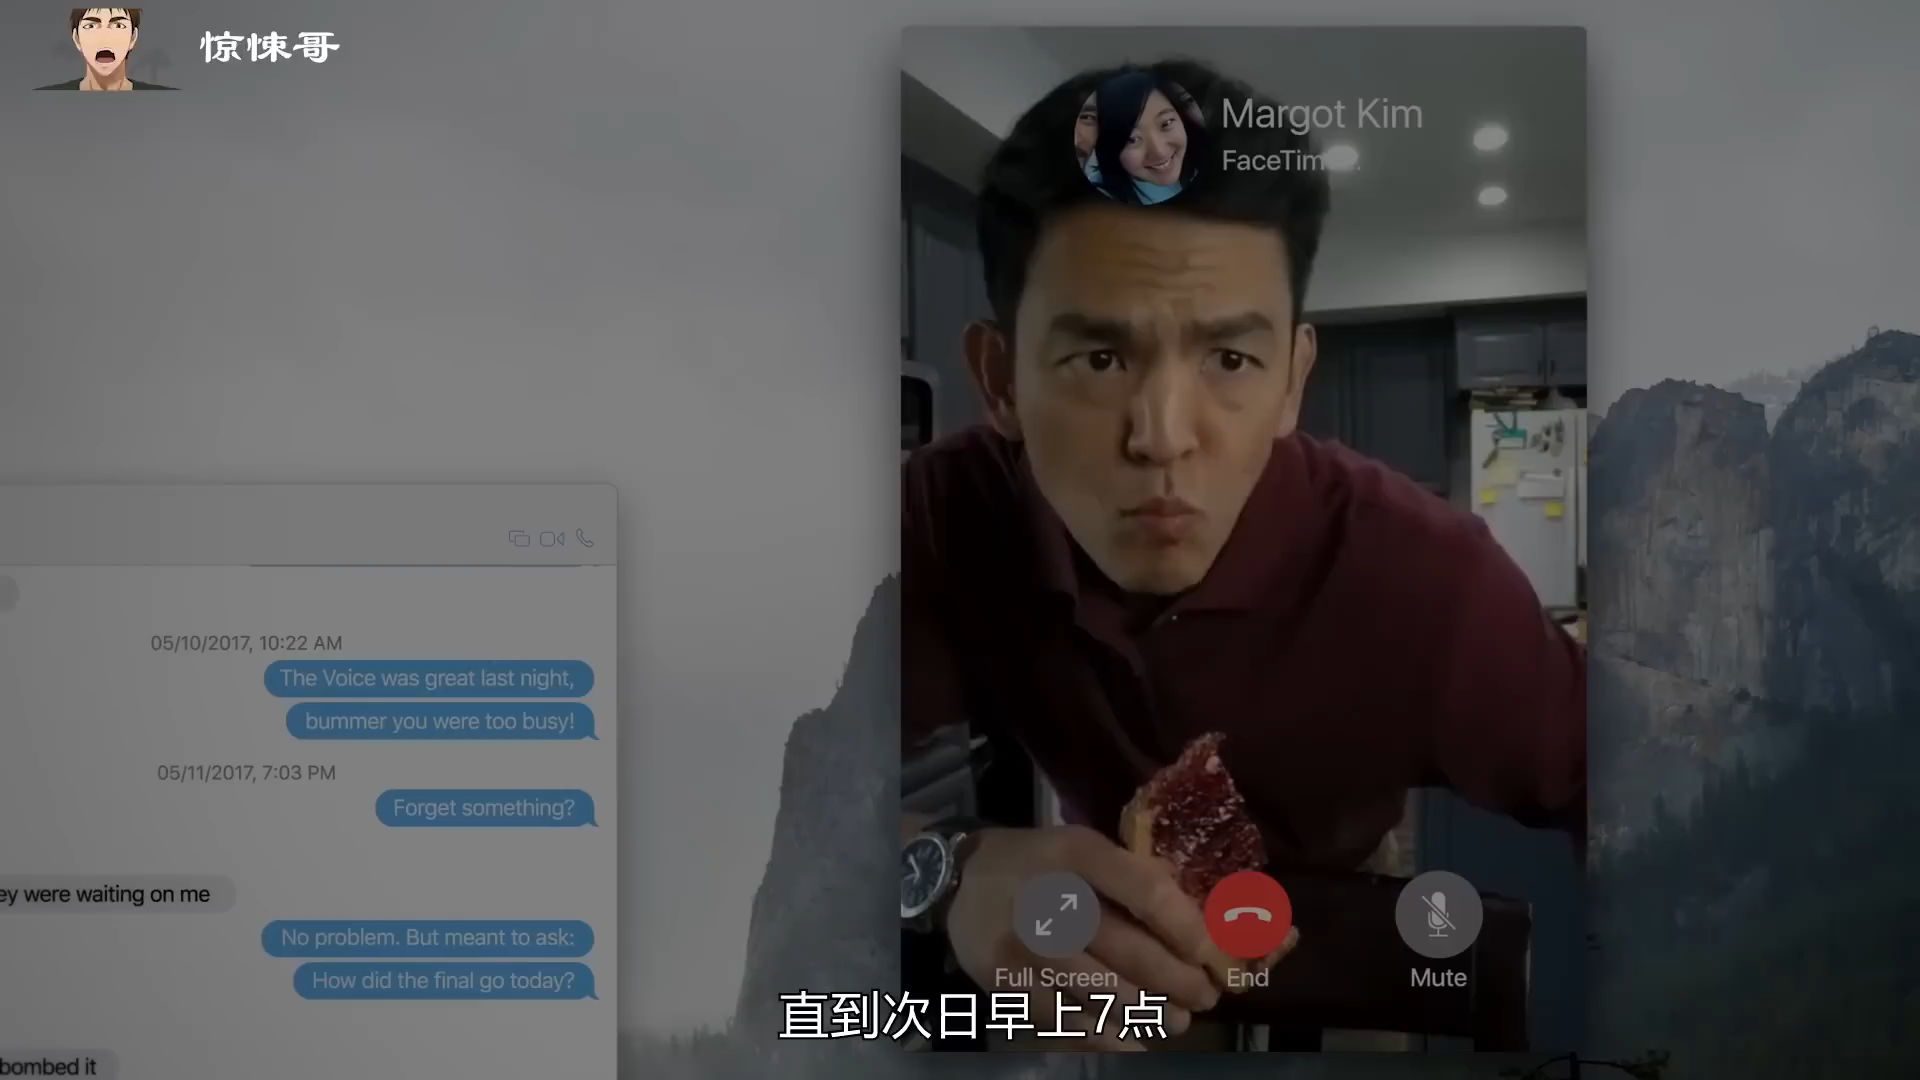 惊悚哥
Margot Kim
FaceTim
05/10/2017, 10:22 AM
The Voice was great last night,
bummer you were too busy!
05/11/2017, 7:03 PM
Forget something?
ey were waiting on me
No problem. But meant to ask:
How did the final go today?
bombed it
Full Screen
End
Mute
直到次日早上7点